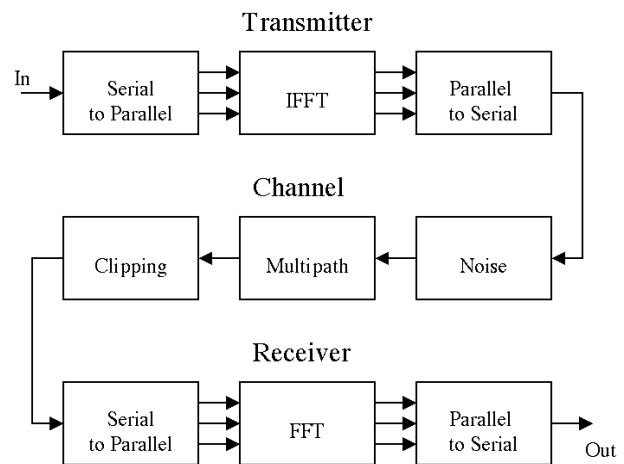 Transmitter
In
Serial
to Parallel
IFFT
Parallel
to Serial
Channel
Clipping
Multipath
Noise
Receiver
Serial
to Parallel
FFT
Parallel
to Serial
Out